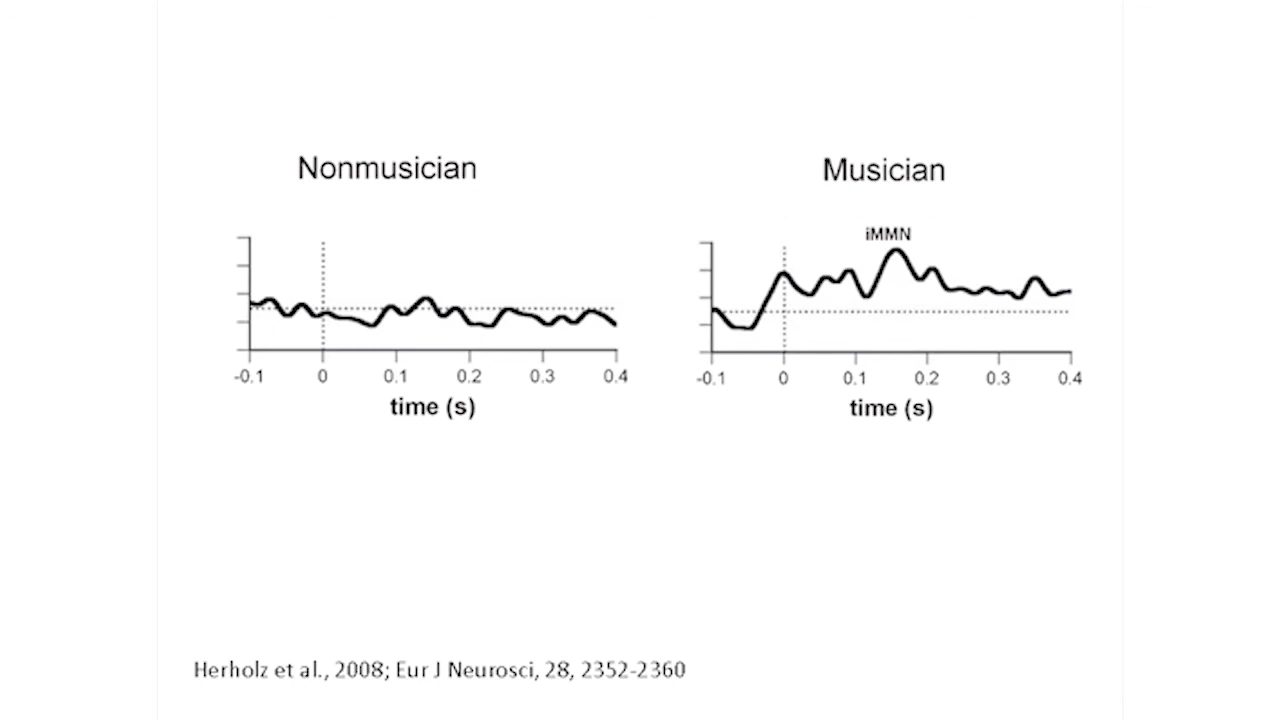 Nonmusician
Musician
iMMN
-0.1 0 0.1 0.2 0.3 0.4
time (s)
-0.1 0 0.1 0.2 0.3 0.4
time (s)
Herholz et al., 2008; Eur J Neurosci, 28, 2352-2360